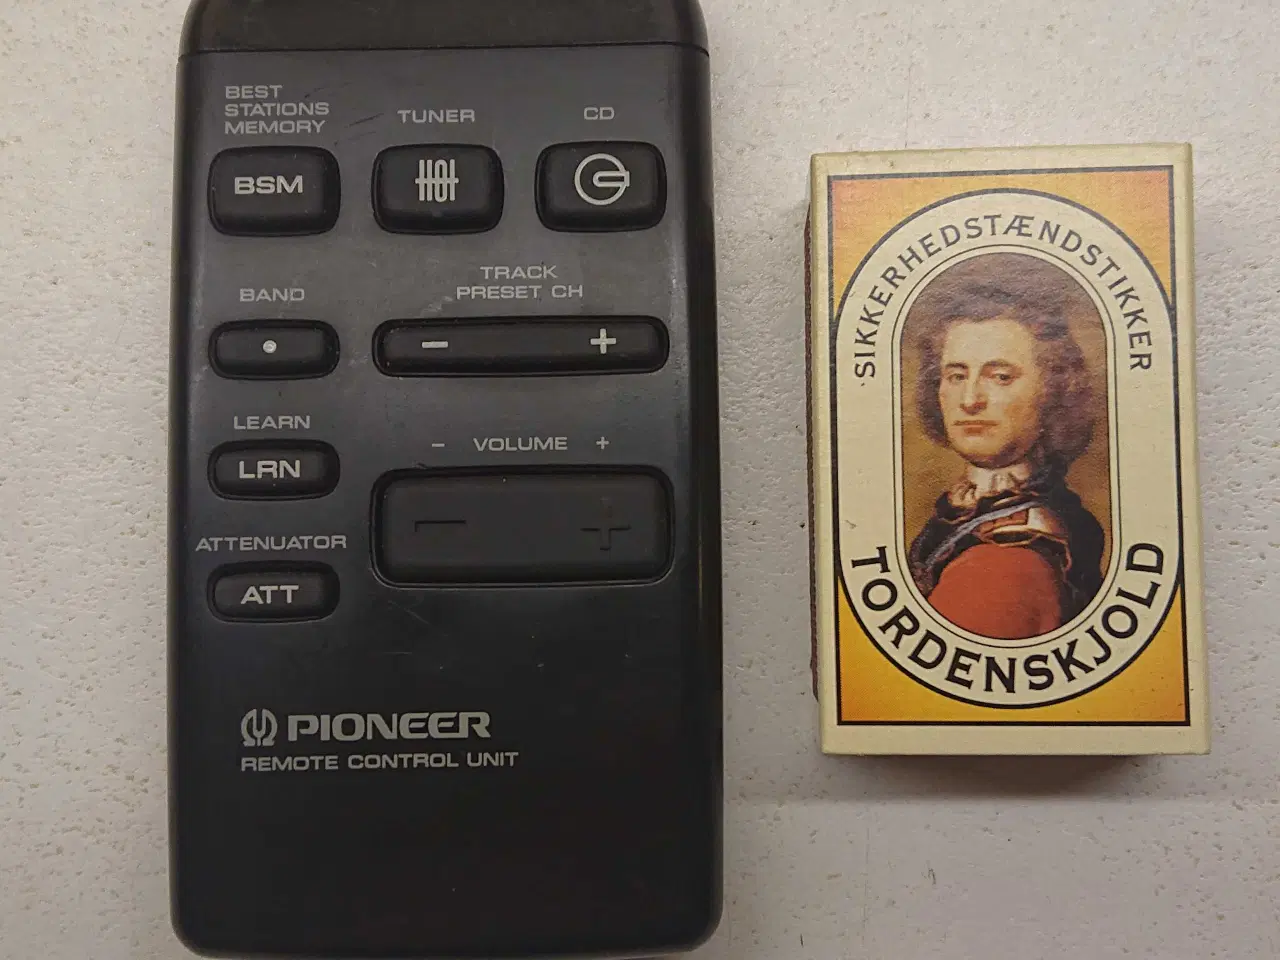 BEST
STATIONS
MEMORY
TUNER
CD
BSM
BAND
TRACK
PRESET CH
- +
LEARN
- VOLUME +
LRN
- +
ATTENUATOR
ATT
PIONEER
REMOTE CONTROL UNIT
SIKKERHEDSTÆNDSTIKKER
TORDENSKJOLD